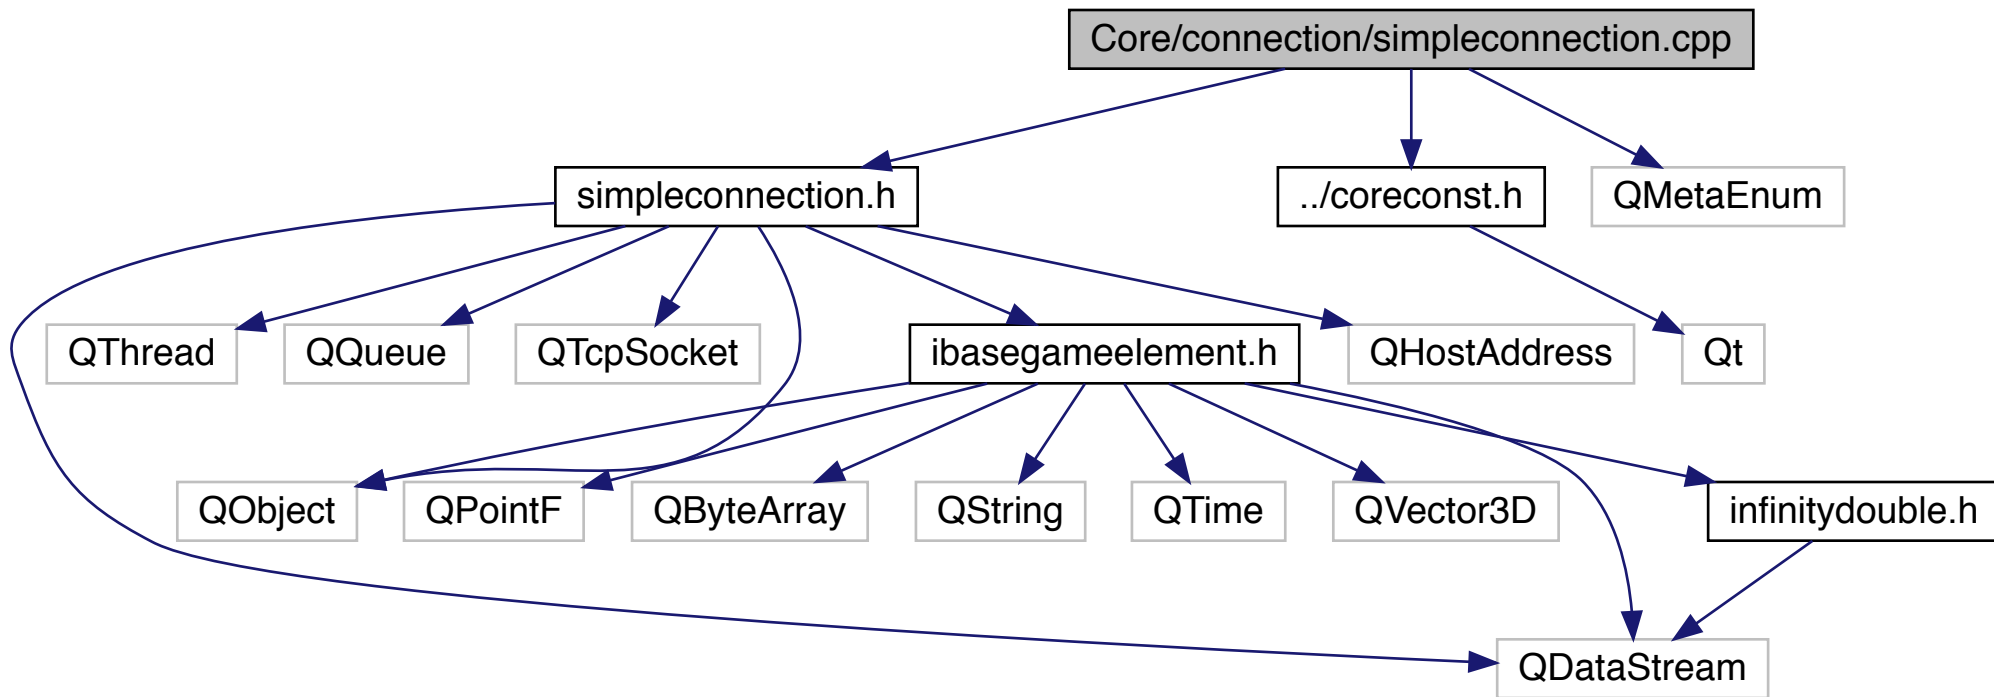 Core/connection/simpleconnection.cpp
simpleconnection.h
../coreconst.h
QMetaEnum
QThread
QQueue
QTcpSocket
ibasegameelement.h
QHostAddress
Qt
QObject
QPointF
QByteArray
QString
QTime
QVector3D
infinitydouble.h
QDataStream